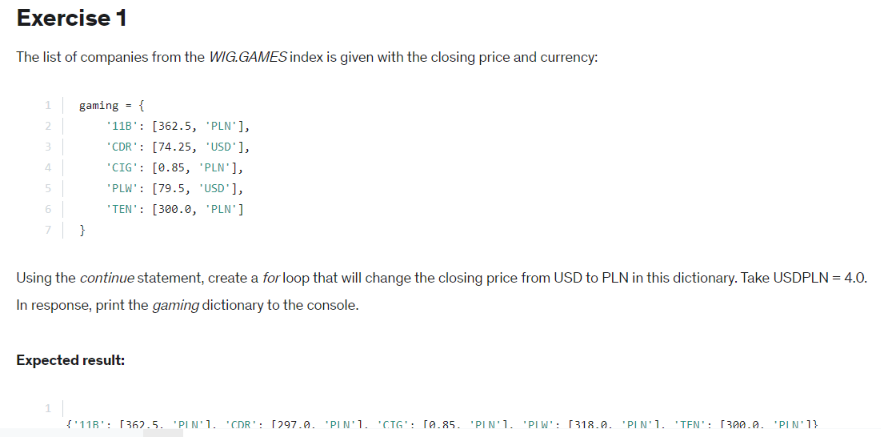 Exercise 1
The list of companies from the WIG.GAMES index is given with the closing price and currency:
1 gaming = {
2 '11B': [362.5, 'PLN'],
3 'CDR': [74.25, 'USD'],
4 'CIG': [0.85, 'PLN'],
5 'PLW': [79.5, 'USD'],
6 'TEN': [300.0, 'PLN']
7 }
Using the continue statement, create a for loop that will change the closing price from USD to PLN in this dictionary. Take USDPLN = 4.0.
In response, print the gaming dictionary to the console.
Expected result:
1
{'11B': [362.5, 'PLN'], 'CDR': [297.0, 'PLN'], 'CIG': [0.85, 'PLN'], 'PLW': [318.0, 'PLN'], 'TEN': [300.0, 'PLN']}